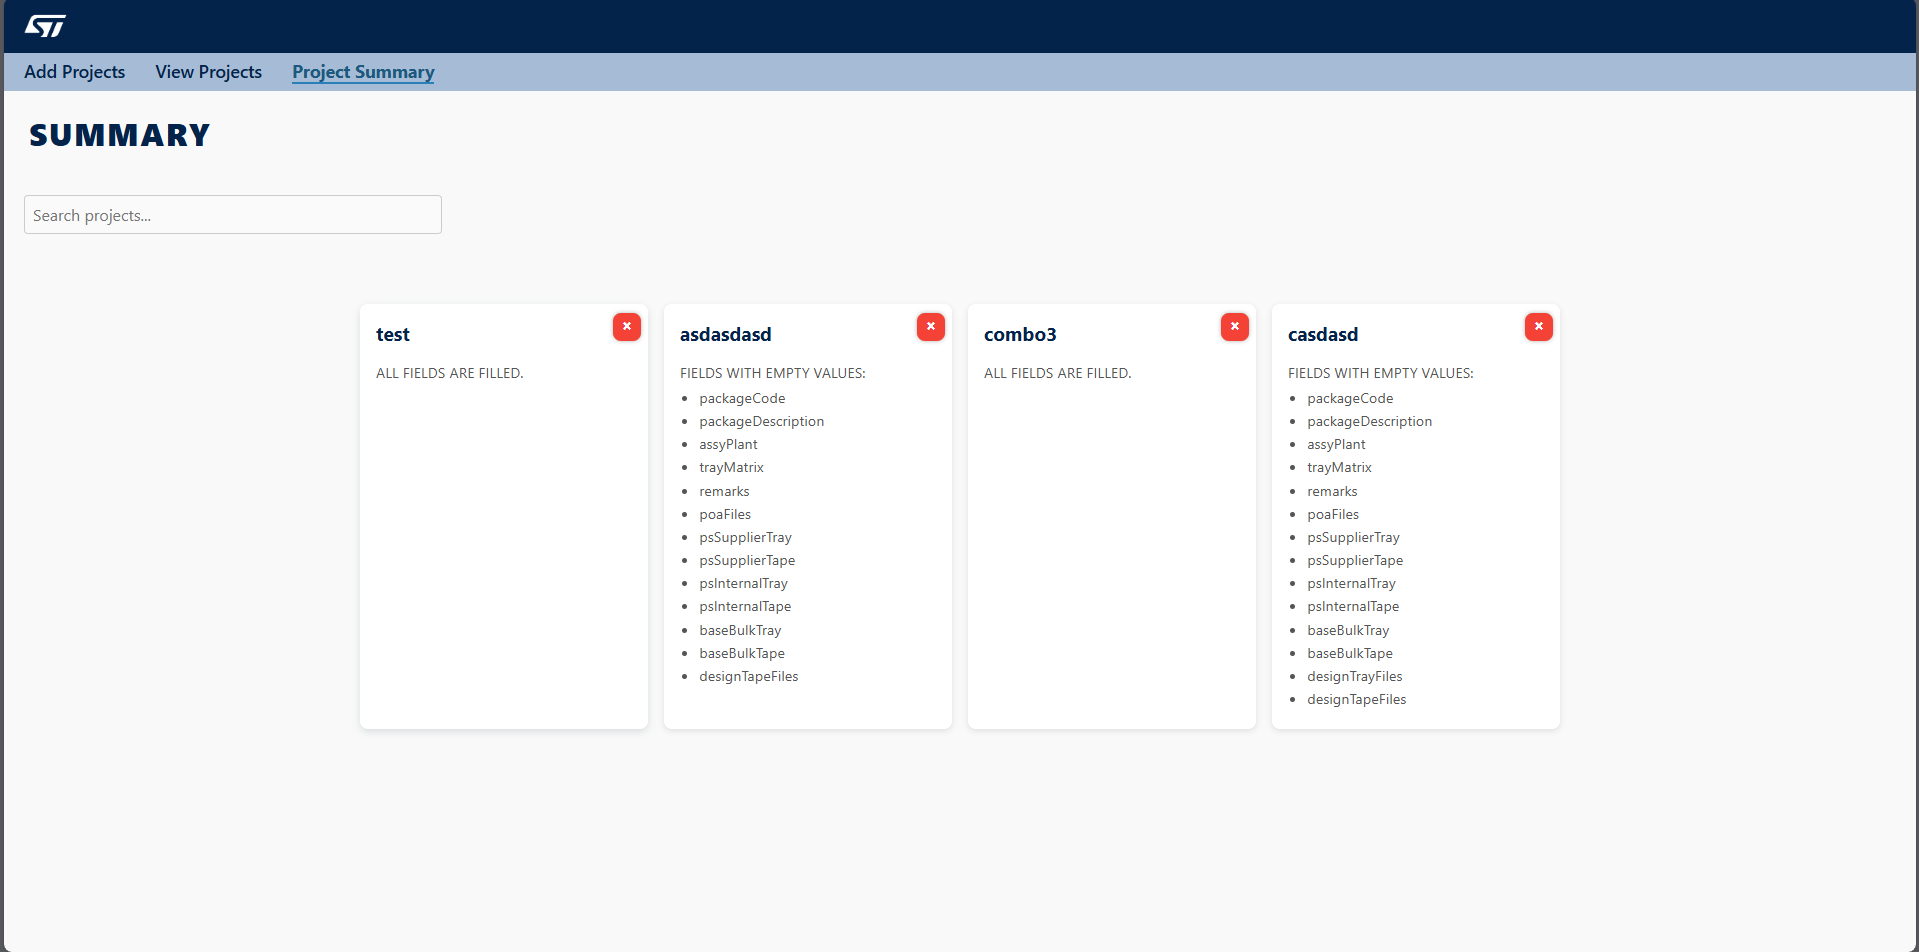 ST
Add Projects View Projects Project Summary
SUMMARY
Search projects...
test
ALL FIELDS ARE FILLED.
asdasdasd
FIELDS WITH EMPTY VALUES:
• packageCode
• packageDescription
• assyPlant
• trayMatrix
• remarks
• poaFiles
• psSupplierTray
• psSupplierTape
• psInternalTray
• psInternalTape
• baseBulkTray
• baseBulkTape
• designTapeFiles
combo3
ALL FIELDS ARE FILLED.
casdasd
FIELDS WITH EMPTY VALUES:
• packageCode
• packageDescription
• assyPlant
• trayMatrix
• remarks
• poaFiles
• psSupplierTray
• psSupplierTape
• psInternalTray
• psInternalTape
• baseBulkTray
• baseBulkTape
• designTrayFiles
• designTapeFiles